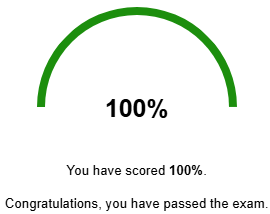 100%
You have scored 100%.
Congratulations, you have passed the exam.